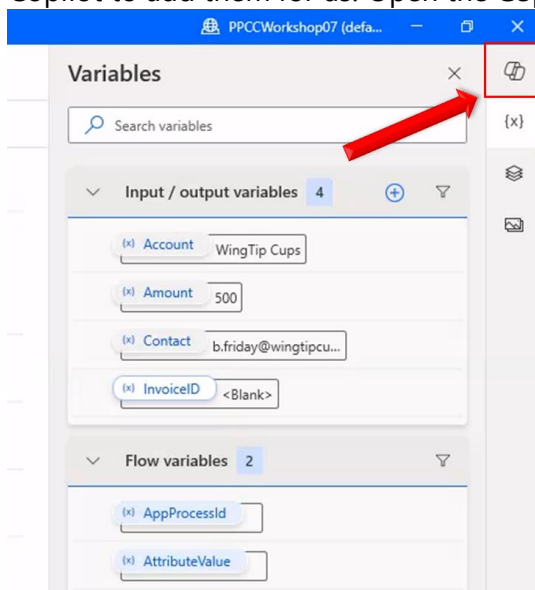 PPCCWorkshop07 (defa...
Variables
Search variables
{x}
Input / output variables 4
(x) Account WingTip Cups
(x) Amount 500
(x) Contact b.friday@wingtipcu...
(x) InvoiceID <Blank>
Flow variables 2
(x) AppProcessId
(x) AttributeValue